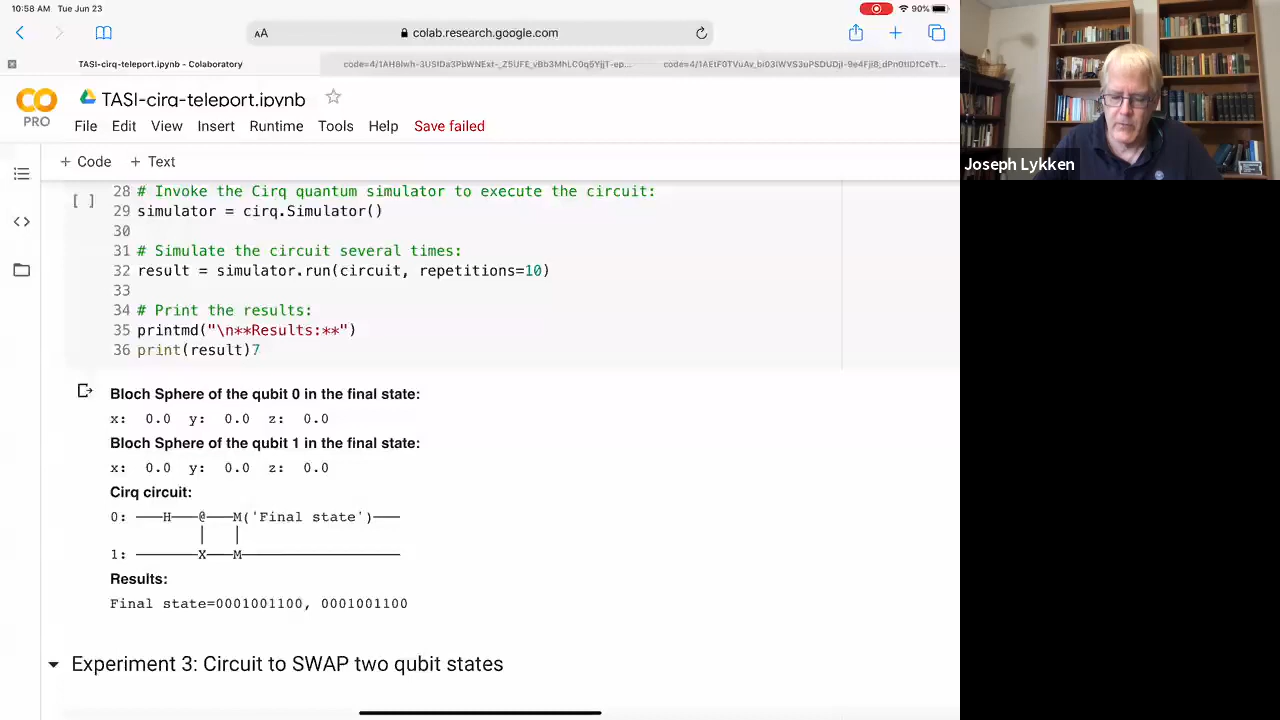 10:58 AM Tue Jun 23
90%
AA
colab.research.google.com
TASI-cirq-teleport.ipynb - Colaboratory
TASI-cirq-teleport.ipynb
PRO
File Edit View Insert Runtime Tools Help Save failed
+ Code + Text
[ ]
28 # Invoke the Cirq quantum simulator to execute the circuit:
29 simulator = cirq.Simulator()
30
31 # Simulate the circuit several times:
32 result = simulator.run(circuit, repetitions=10)
33
34 # Print the results:
35 printmd("\n**Results:**")
36 print(result)7
Bloch Sphere of the qubit 0 in the final state:
x: 0.0 y: 0.0 z: 0.0
Bloch Sphere of the qubit 1 in the final state:
x: 0.0 y: 0.0 z: 0.0
Cirq circuit:
0: ───H───@───M('Final state')───
│ │
1: ───────X───M──────────────────
Results:
Final state=0001001100, 0001001100
Experiment 3: Circuit to SWAP two qubit states
Joseph Lykken